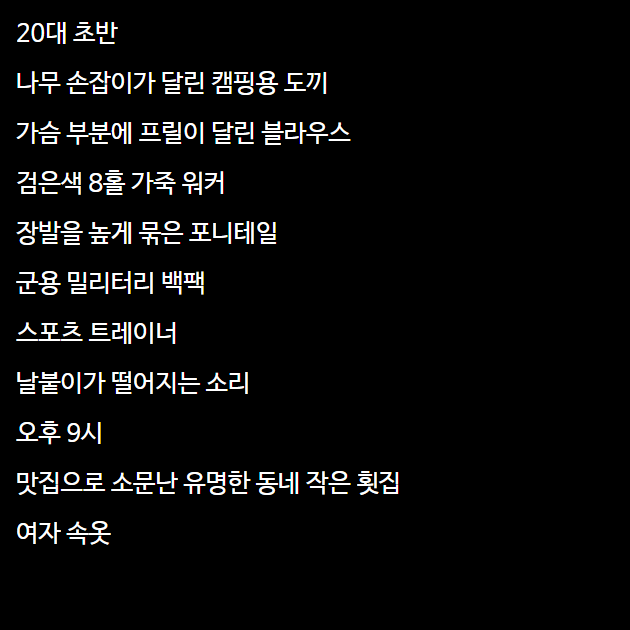 20대 초반
나무 손잡이가 달린 캠핑용 도끼
가슴 부분에 프릴이 달린 블라우스
검은색 8홀 가죽 워커
장발을 높게 묶은 포니테일
군용 밀리터리 백팩
스포츠 트레이너
날붙이가 떨어지는 소리
오후 9시
맛집으로 소문난 유명한 동네 작은 횟집
여자 속옷